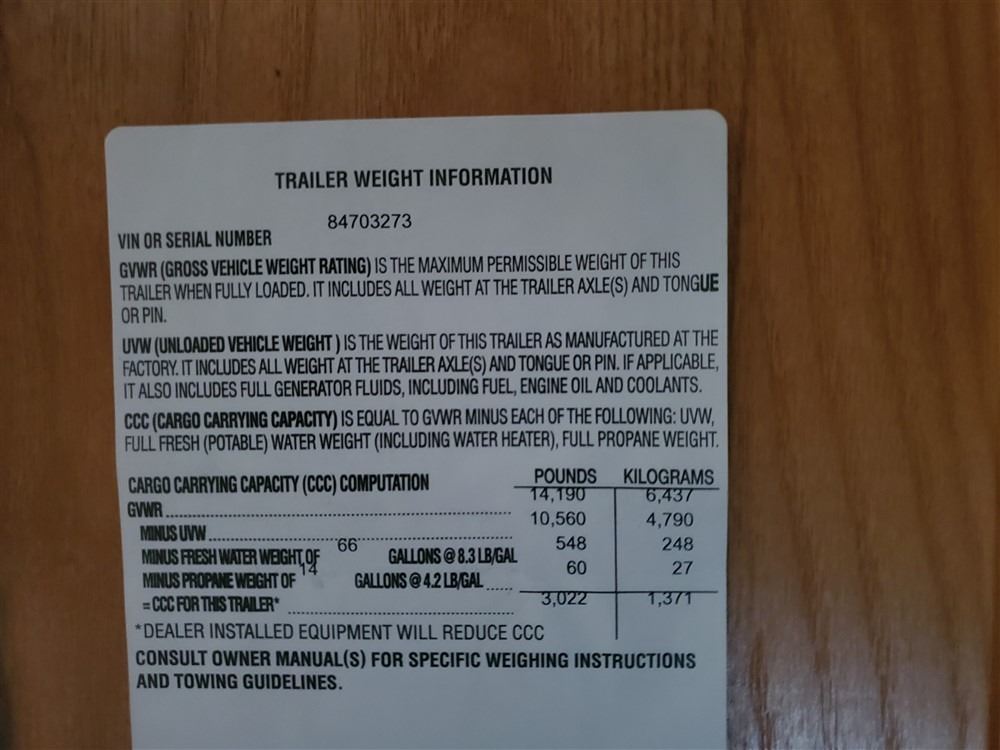 TRAILER WEIGHT INFORMATION
84703273
VIN OR SERIAL NUMBER
GVWR (GROSS VEHICLE WEIGHT RATING) IS THE MAXIMUM PERMISSIBLE WEIGHT OF THIS
TRAILER WHEN FULLY LOADED. IT INCLUDES ALL WEIGHT AT THE TRAILER AXLE(S) AND TONGUE
OR PIN.
UVW (UNLOADED VEHICLE WEIGHT ) IS THE WEIGHT OF THIS TRAILER AS MANUFACTURED AT THE
FACTORY. IT INCLUDES ALL WEIGHT AT THE TRAILER AXLE(S) AND TONGUE OR PIN. IF APPLICABLE,
IT ALSO INCLUDES FULL GENERATOR FLUIDS, INCLUDING FUEL, ENGINE OIL AND COOLANTS.
CCC (CARGO CARRYING CAPACITY) IS EQUAL TO GVWR MINUS EACH OF THE FOLLOWING: UVW,
FULL FRESH (POTABLE) WATER WEIGHT (INCLUDING WATER HEATER), FULL PROPANE WEIGHT.
CARGO CARRYING CAPACITY (CCC) COMPUTATION POUNDS KILOGRAMS
GVWR 14,190 6,437
MINUS UVW 10,560 4,790
MINUS FRESH WATER WEIGHT OF 66 GALLONS @ 8.3 LB/GAL 548 248
MINUS PROPANE WEIGHT OF 14 GALLONS @ 4.2 LB/GAL 60 27
= CCC FOR THIS TRAILER* 3,022 1,371
*DEALER INSTALLED EQUIPMENT WILL REDUCE CCC
CONSULT OWNER MANUAL(S) FOR SPECIFIC WEIGHING INSTRUCTIONS
AND TOWING GUIDELINES.